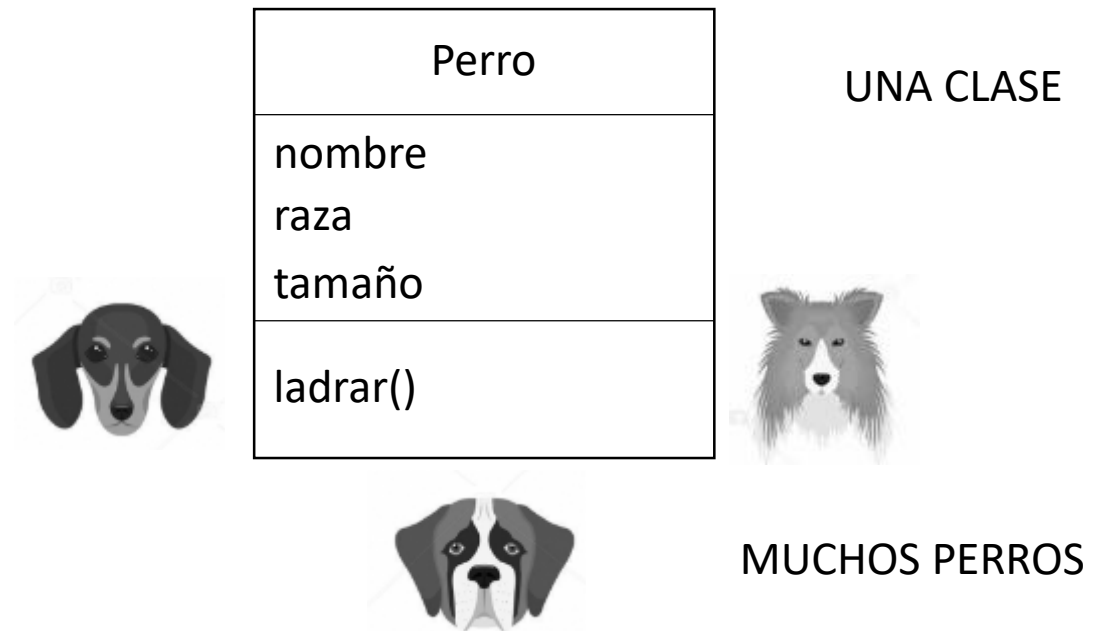 Perro
UNA CLASE
nombre
raza
tamaño
ladrar()
MUCHOS PERROS